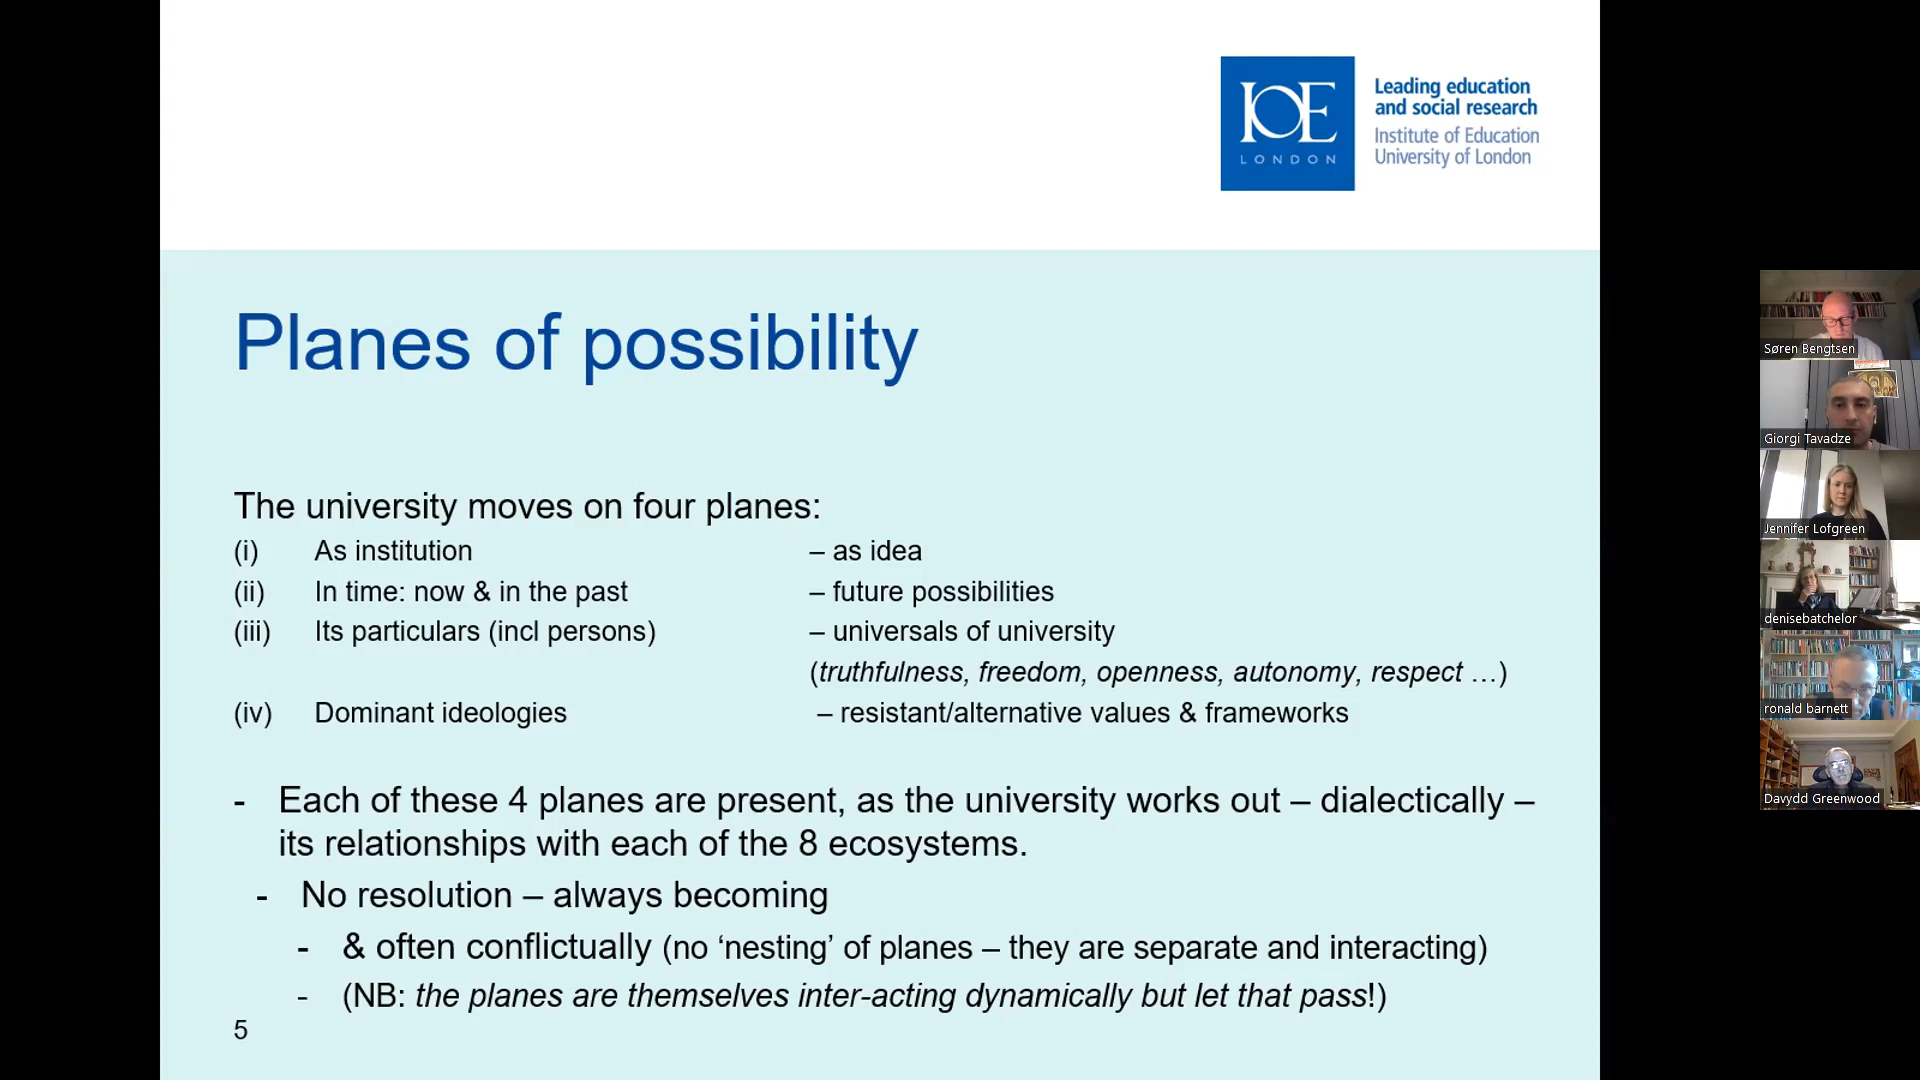 IOE
LONDON
Leading education
and social research
Institute of Education
University of London
Planes of possibility
The university moves on four planes:
(i) As institution – as idea
(ii) In time: now & in the past – future possibilities
(iii) Its particulars (incl persons) – universals of university
(truthfulness, freedom, openness, autonomy, respect …)
(iv) Dominant ideologies – resistant/alternative values & frameworks
- Each of these 4 planes are present, as the university works out – dialectically –
its relationships with each of the 8 ecosystems.
- No resolution – always becoming
- & often conflictually (no ‘nesting’ of planes – they are separate and interacting)
- (NB: the planes are themselves inter-acting dynamically but let that pass!)
5
Søren Bengtsen
Giorgi Tavadze
Jennifer Lofgreen
denisebatchelor
ronald barnett
Davydd Greenwood